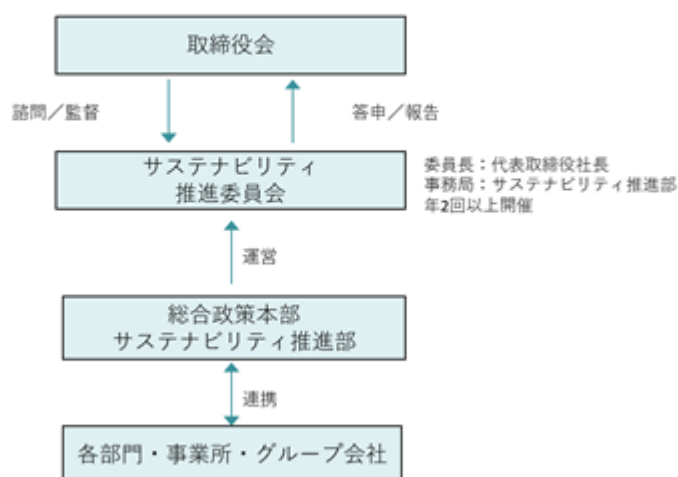 取締役会
諮問／監督
答申／報告
サステナビリティ
推進委員会
委員長：代表取締役社長
事務局：サステナビリティ推進部
年2回以上開催
運営
総合政策本部
サステナビリティ推進部
連携
各部門・事業所・グループ会社